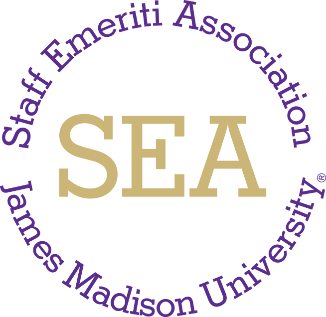 Staff Emeriti Association
SEA
James Madison University®